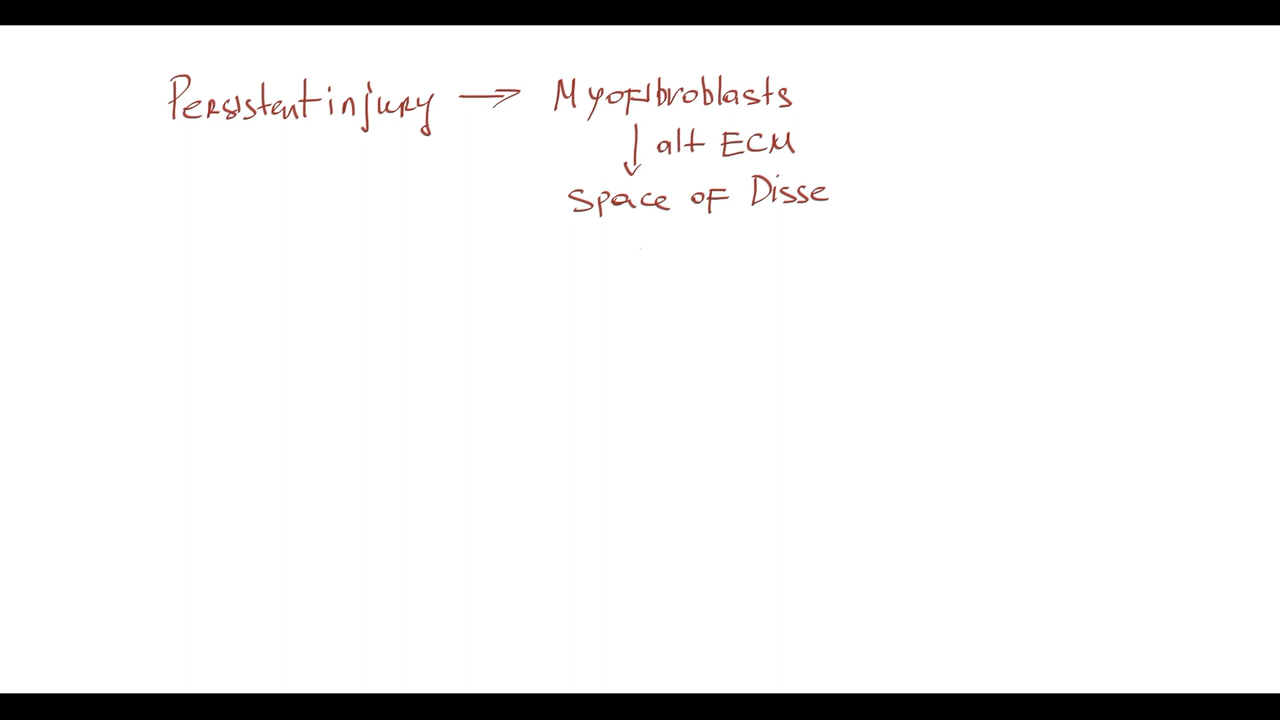 Persistent injury → Myofibroblasts
↓ alt ECM
Space of Disse